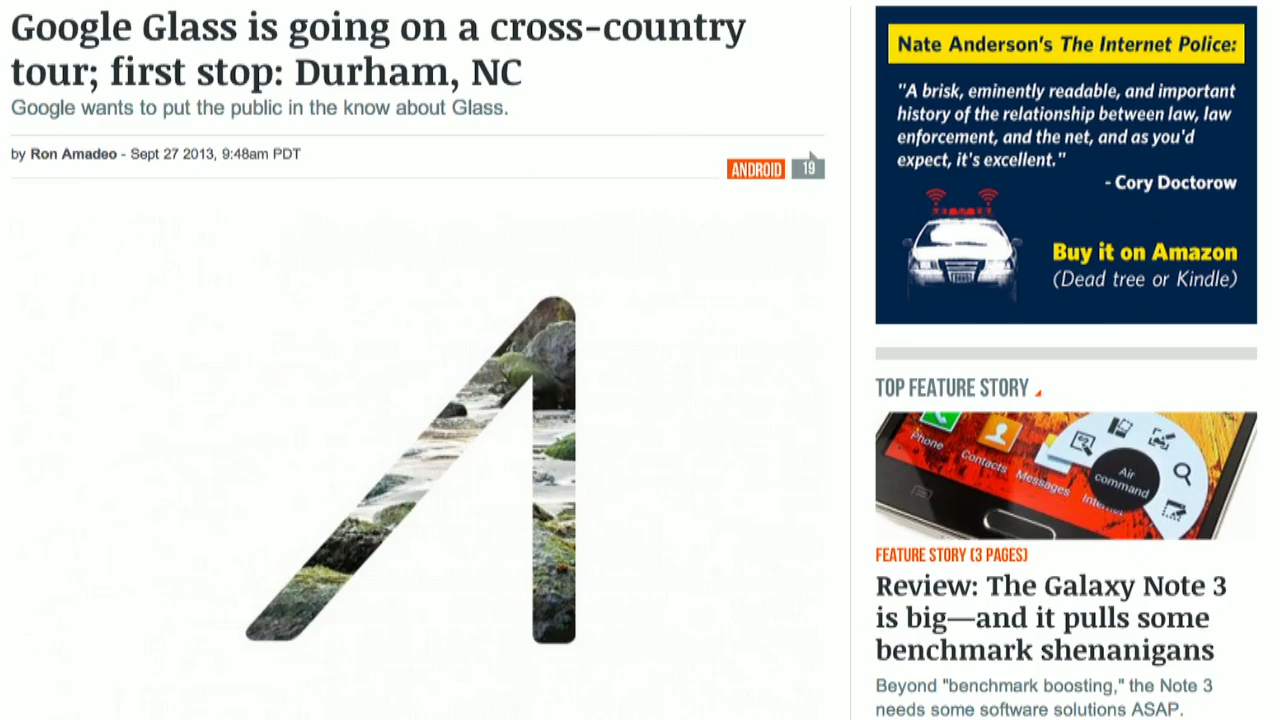 Google Glass is going on a cross-country
tour; first stop: Durham, NC
Google wants to put the public in the know about Glass.
by Ron Amadeo - Sept 27 2013, 9:48am PDT
ANDROID
19
Nate Anderson's The Internet Police:
"A brisk, eminently readable, and important
history of the relationship between law, law
enforcement, and the net, and as you'd
expect, it's excellent."
- Cory Doctorow
Buy it on Amazon
(Dead tree or Kindle)
TOP FEATURE STORY
Phone
Contacts
Messages
Air
command
FEATURE STORY (3 PAGES)
Review: The Galaxy Note 3
is big—and it pulls some
benchmark shenanigans
Beyond "benchmark boosting," the Note 3
needs some software solutions ASAP.